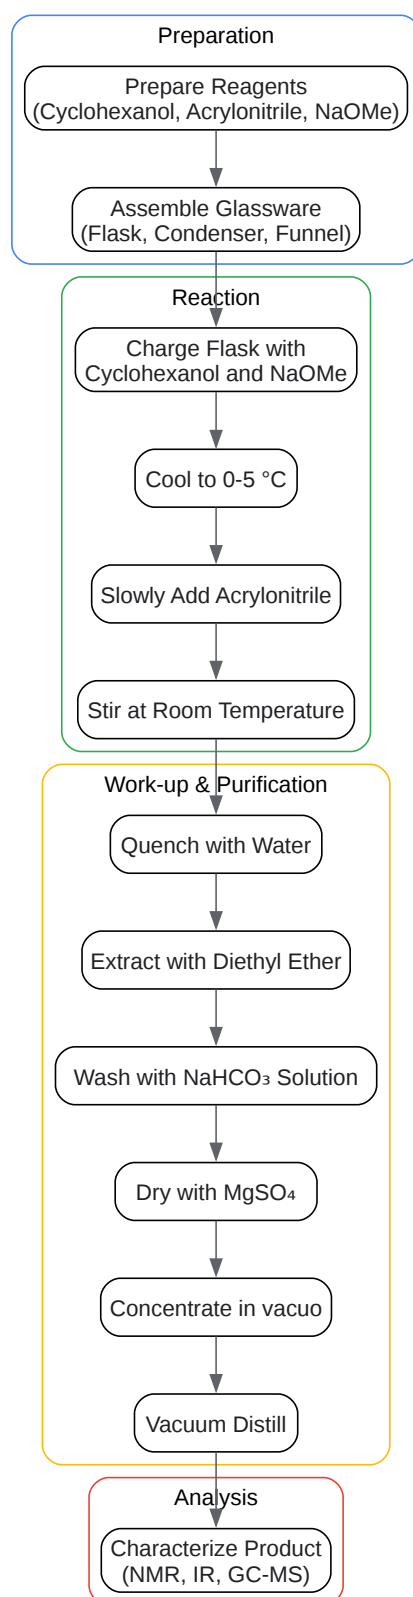 Preparation
Prepare Reagents
(Cyclohexanol, Acrylonitrile, NaOMe)
Assemble Glassware
(Flask, Condenser, Funnel)
Reaction
Charge Flask with
Cyclohexanol and NaOMe
Cool to 0-5 °C
Slowly Add Acrylonitrile
Stir at Room Temperature
Work-up & Purification
Quench with Water
Extract with Diethyl Ether
Wash with NaHCO₃ Solution
Dry with MgSO₄
Concentrate in vacuo
Vacuum Distill
Analysis
Characterize Product
(NMR, IR, GC-MS)